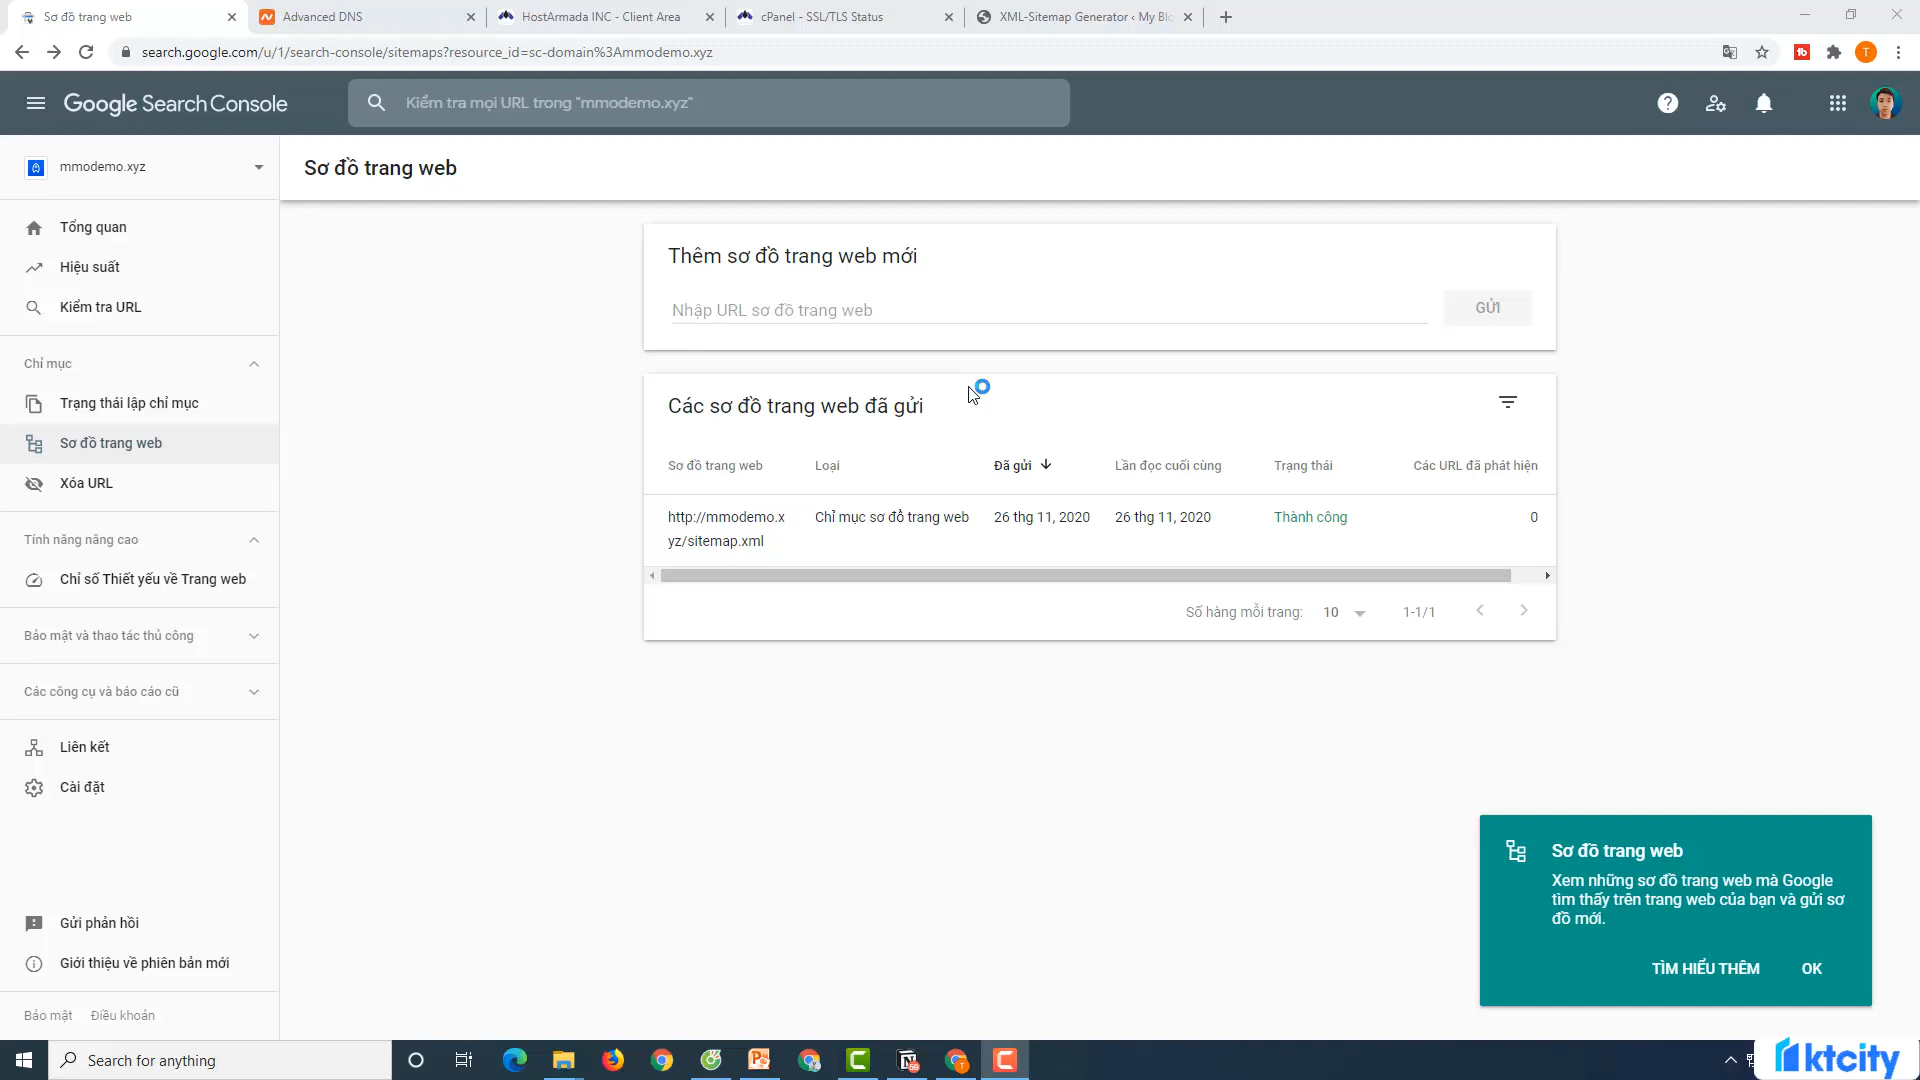 Sơ đồ trang web
Advanced DNS
HostArmada INC - Client Area
cPanel - SSL/TLS Status
XML-Sitemap Generator ‹ My Blo
search.google.com/u/1/search-console/sitemaps?resource_id=sc-domain%3Ammodemo.xyz
T
Google Search Console
Kiểm tra mọi URL trong "mmodemo.xyz"
mmodemo.xyz
Sơ đồ trang web
Tổng quan
Hiệu suất
Kiểm tra URL
Chỉ mục
Trạng thái lập chỉ mục
Sơ đồ trang web
Xóa URL
Tính năng nâng cao
Chỉ số Thiết yếu về Trang web
Bảo mật và thao tác thủ công
Các công cụ và báo cáo cũ
Liên kết
Cài đặt
Gửi phản hồi
Giới thiệu về phiên bản mới
Bảo mật Điều khoản
Thêm sơ đồ trang web mới
Nhập URL sơ đồ trang web
GỬI
Các sơ đồ trang web đã gửi
Sơ đồ trang web Loại Đã gửi Lần đọc cuối cùng Trạng thái Các URL đã phát hiện
http://mmodemo.x Chỉ mục sơ đồ trang web 26 thg 11, 2020 26 thg 11, 2020 Thành công 0
yz/sitemap.xml
Số hàng mỗi trang: 10 1-1/1
Sơ đồ trang web
Xem những sơ đồ trang web mà Google
tìm thấy trên trang web của bạn và gửi sơ
đồ mới.
TÌM HIỂU THÊM OK
Search for anything
ktcity